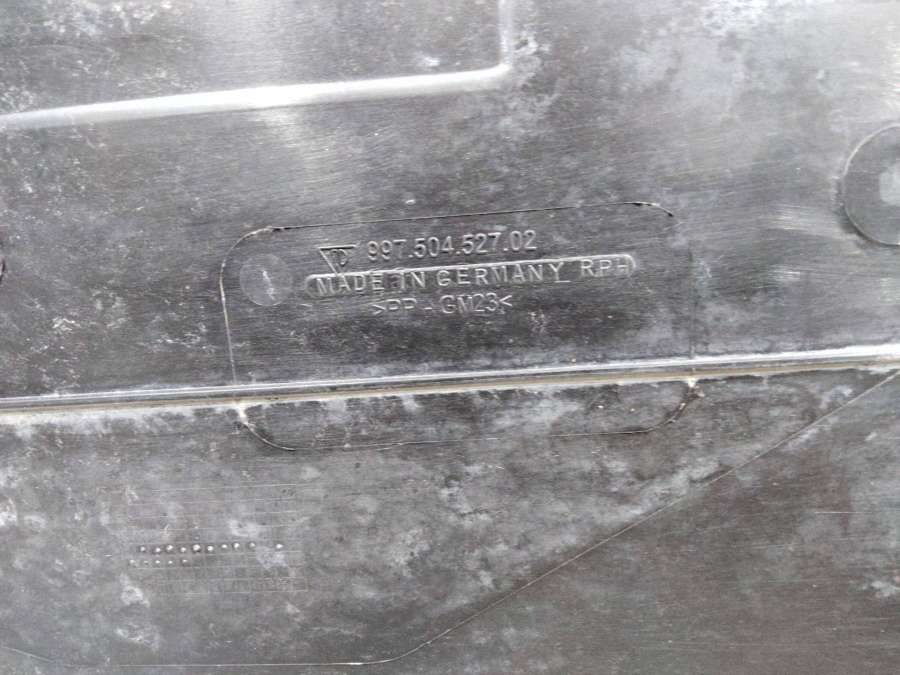 997.504.527.02
MADE IN GERMANY RPH
>PP-GM23<